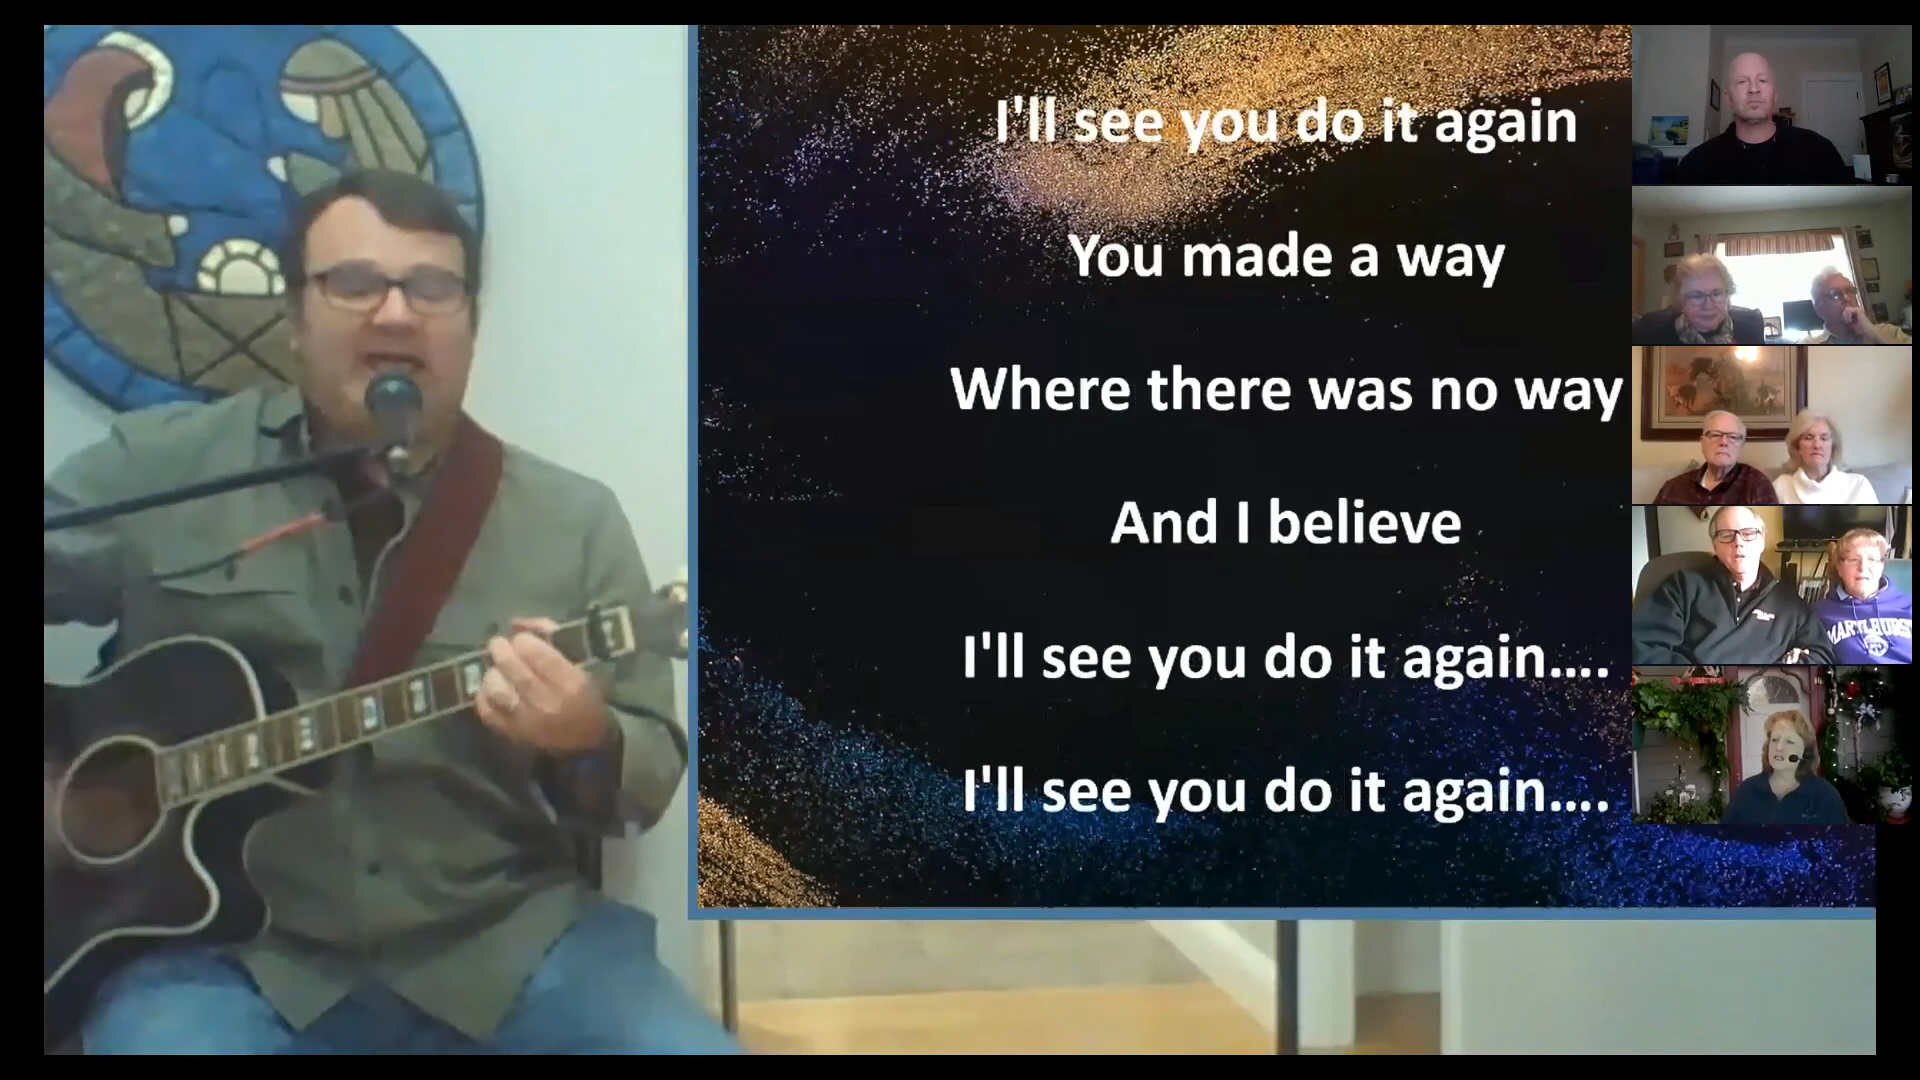 I'll see you do it again
You made a way
Where there was no way
And I believe
I'll see you do it again....
I'll see you do it again....
MARYLHURST